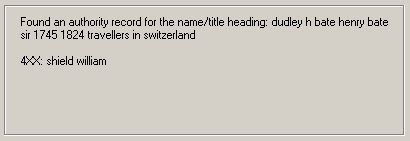 Found an authority record for the name/title heading: dudley h bate henry bate
sir 1745 1824 travellers in switzerland
4XX: shield william